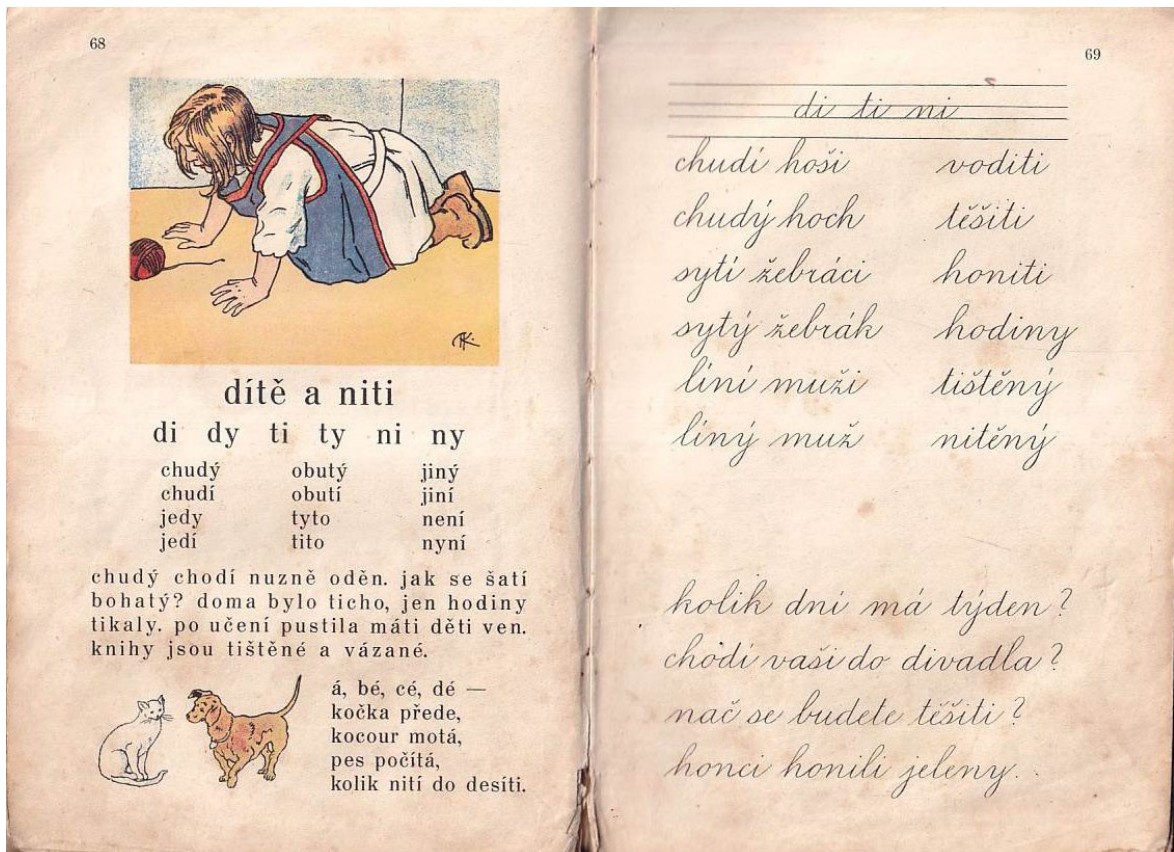 68
dítě a niti
di dy ti ty ni ny
chudý obutý jiný
chudí obutí jiní
jedy tyto není
jedí tito nyní
chudý chodí nuzně oděn. jak se šatí
bohatý? doma bylo ticho, jen hodiny
tikaly. po učení pustila máti děti ven.
knihy jsou tištěné a vázané.
á, bé, cé, dé —
kočka přede,
kocour motá,
pes počítá,
kolik nití do desíti.
69
di ti ni
chudí hoši voditi
chudý hoch těšiti
sytí žebráci honiti
sytý žebrák hodiny
líní muži tištěný
líný muž nitěný
kolik dní má týden?
chodí vaši do divadla?
nač se budete těšiti?
honci honili jeleny.